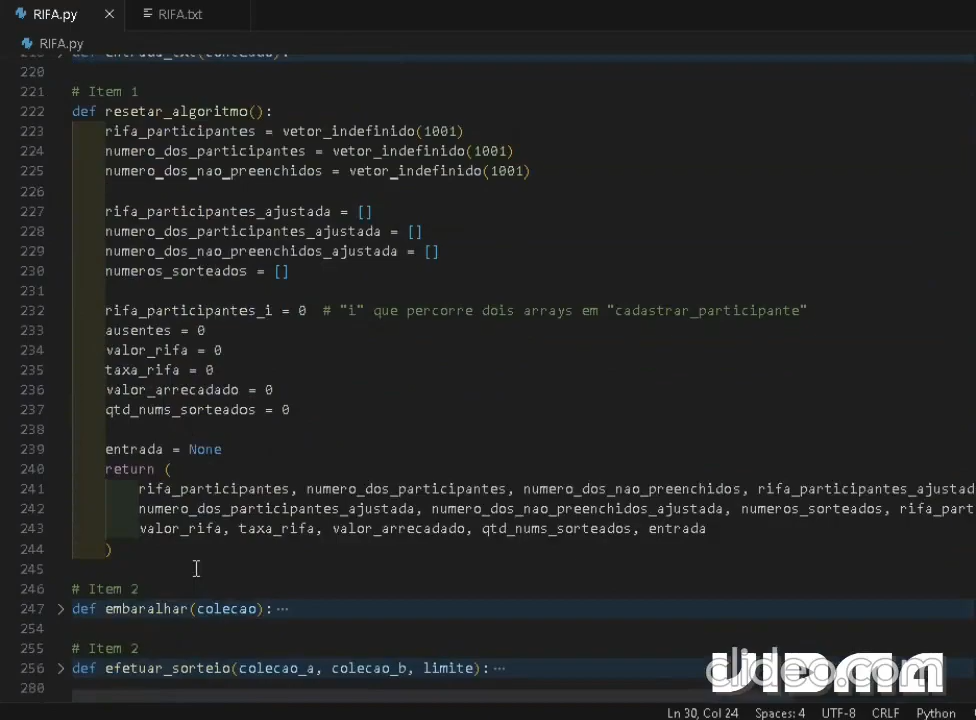 RIFA.py
RIFA.txt
RIFA.py
220
221 # Item 1
222 def resetar_algoritmo():
223 rifa_participantes = vetor_indefinido(1001)
224 numero_dos_participantes = vetor_indefinido(1001)
225 numero_dos_nao_preenchidos = vetor_indefinido(1001)
226
227 rifa_participantes_ajustada = []
228 numero_dos_participantes_ajustada = []
229 numero_dos_nao_preenchidos_ajustada = []
230 numeros_sorteados = []
231
232 rifa_participantes_i = 0 # "i" que percorre dois arrays em "cadastrar_participante"
233 ausentes = 0
234 valor_rifa = 0
235 taxa_rifa = 0
236 valor_arrecadado = 0
237 qtd_nums_sorteados = 0
238
239 entrada = None
240 return (
241 rifa_participantes, numero_dos_participantes, numero_dos_nao_preenchidos, rifa_participantes_ajustad
242 numero_dos_participantes_ajustada, numero_dos_nao_preenchidos_ajustada, numeros_sorteados, rifa_part
243 valor_rifa, taxa_rifa, valor_arrecadado, qtd_nums_sorteados, entrada
244 )
245
246 # Item 2
247 def embaralhar(colecao): ···
254
255 # Item 2
256 def efetuar_sorteio(colecao_a, colecao_b, limite): ···
280
clideo.com
Ln 30, Col 24 Spaces: 4 UTF-8 CRLF Python